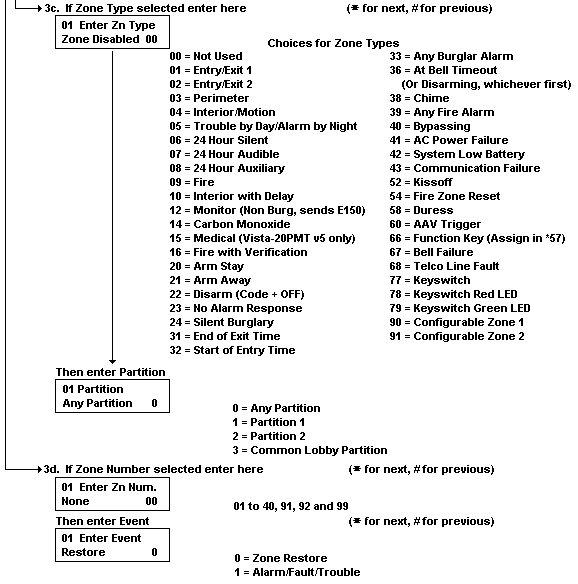 3c. If Zone Type selected enter here (* for next, # for previous)
01 Enter Zn Type
Zone Disabled 00
Choices for Zone Types
00 = Not Used
01 = Entry/Exit 1
02 = Entry/Exit 2
03 = Perimeter
04 = Interior/Motion
05 = Trouble by Day/Alarm by Night
06 = 24 Hour Silent
07 = 24 Hour Audible
08 = 24 Hour Auxiliary
09 = Fire
10 = Interior with Delay
12 = Monitor (Non Burg, sends E150)
14 = Carbon Monoxide
15 = Medical (Vista-20PMT v5 only)
16 = Fire with Verification
20 = Arm Stay
21 = Arm Away
22 = Disarm (Code + OFF)
23 = No Alarm Response
24 = Silent Burglary
31 = End of Exit Time
32 = Start of Entry Time
33 = Any Burglar Alarm
36 = At Bell Timeout
(Or Disarming, whichever first)
38 = Chime
39 = Any Fire Alarm
40 = Bypassing
41 = AC Power Failure
42 = System Low Battery
43 = Communication Failure
52 = Kissoff
54 = Fire Zone Reset
58 = Duress
60 = AAV Trigger
66 = Function Key (Assign in *57)
67 = Bell Failure
68 = Telco Line Fault
77 = Keyswitch
78 = Keyswitch Red LED
79 = Keyswitch Green LED
90 = Configurable Zone 1
91 = Configurable Zone 2
Then enter Partition
01 Partition
Any Partition 0
0 = Any Partition
1 = Partition 1
2 = Partition 2
3 = Common Lobby Partition
3d. If Zone Number selected enter here (* for next, # for previous)
01 Enter Zn Num.
None 00
01 to 40, 91, 92 and 99
Then enter Event (* for next, # for previous)
01 Enter Event
Restore 0
0 = Zone Restore
1 = Alarm/Fault/Trouble